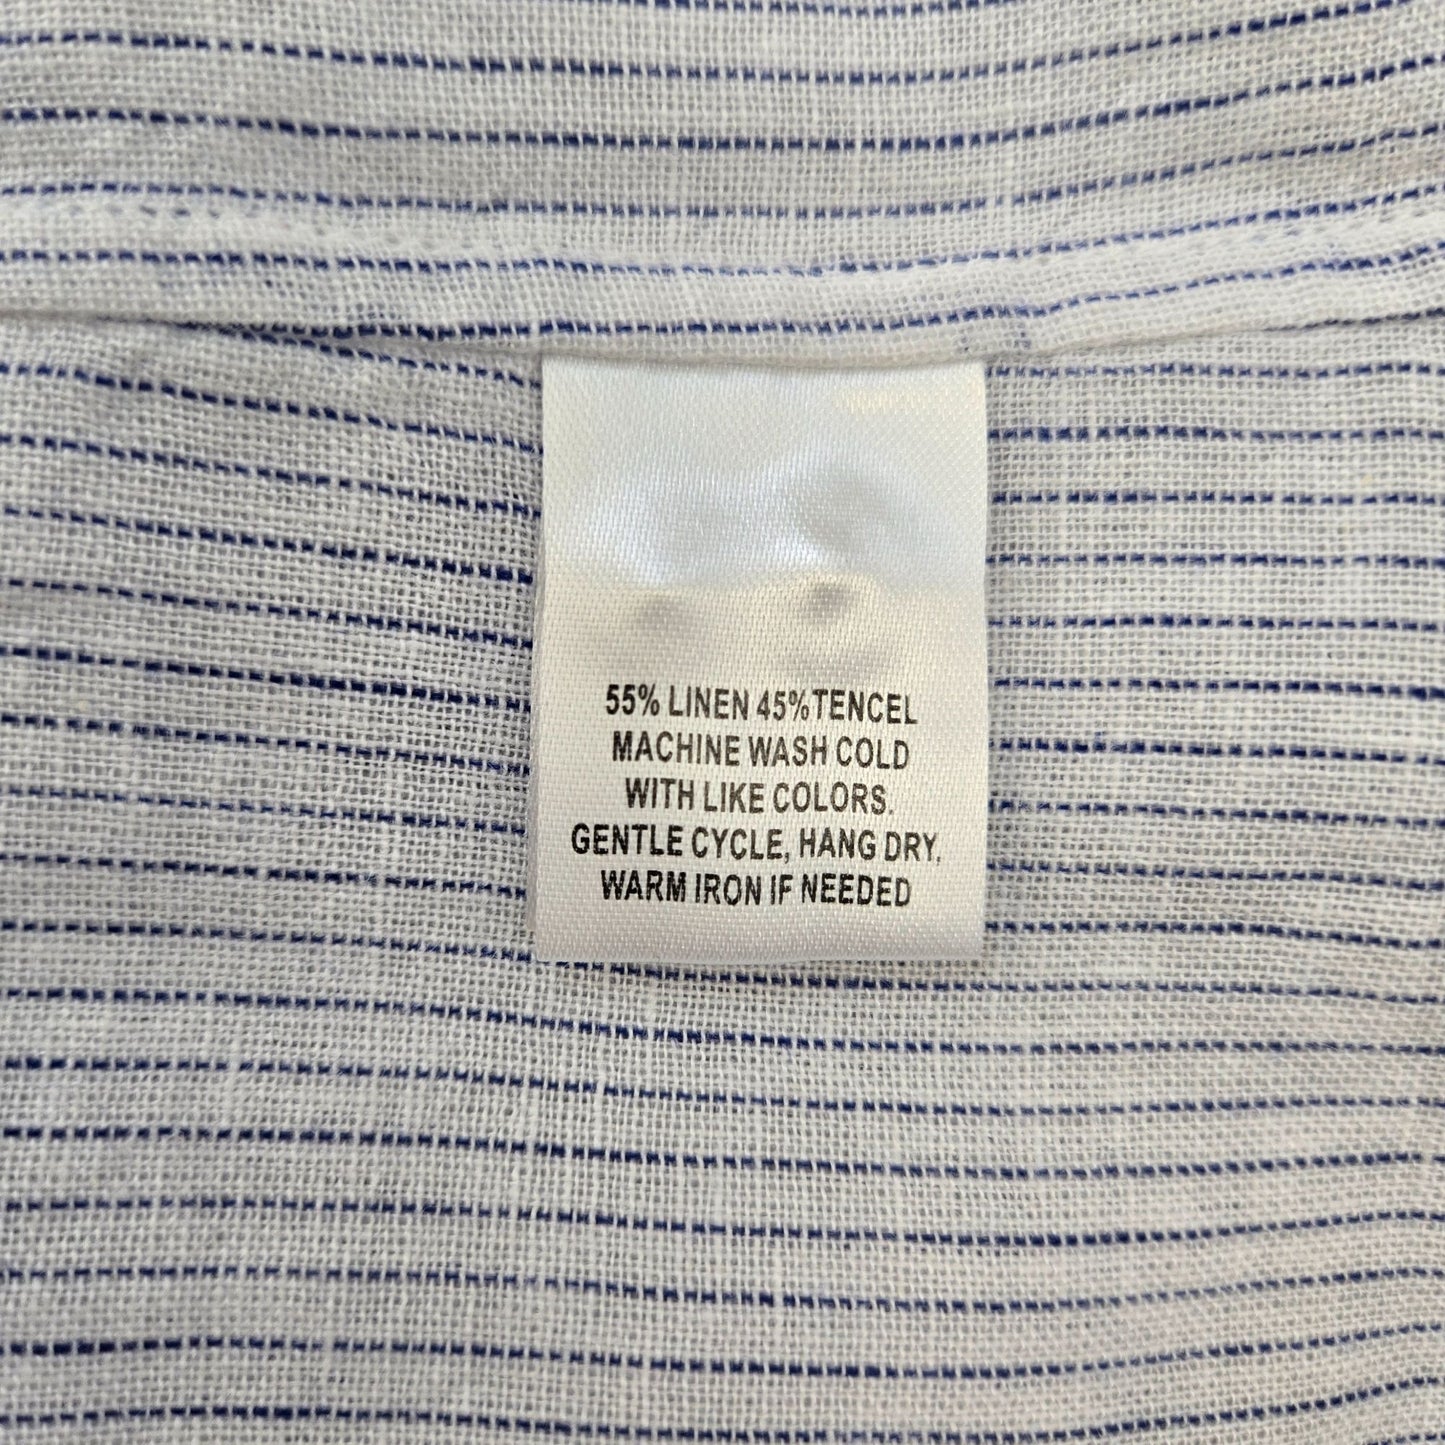 55% LINEN 45%TENCEL
MACHINE WASH COLD
WITH LIKE COLORS.
GENTLE CYCLE, HANG DRY.
WARM IRON IF NEEDED